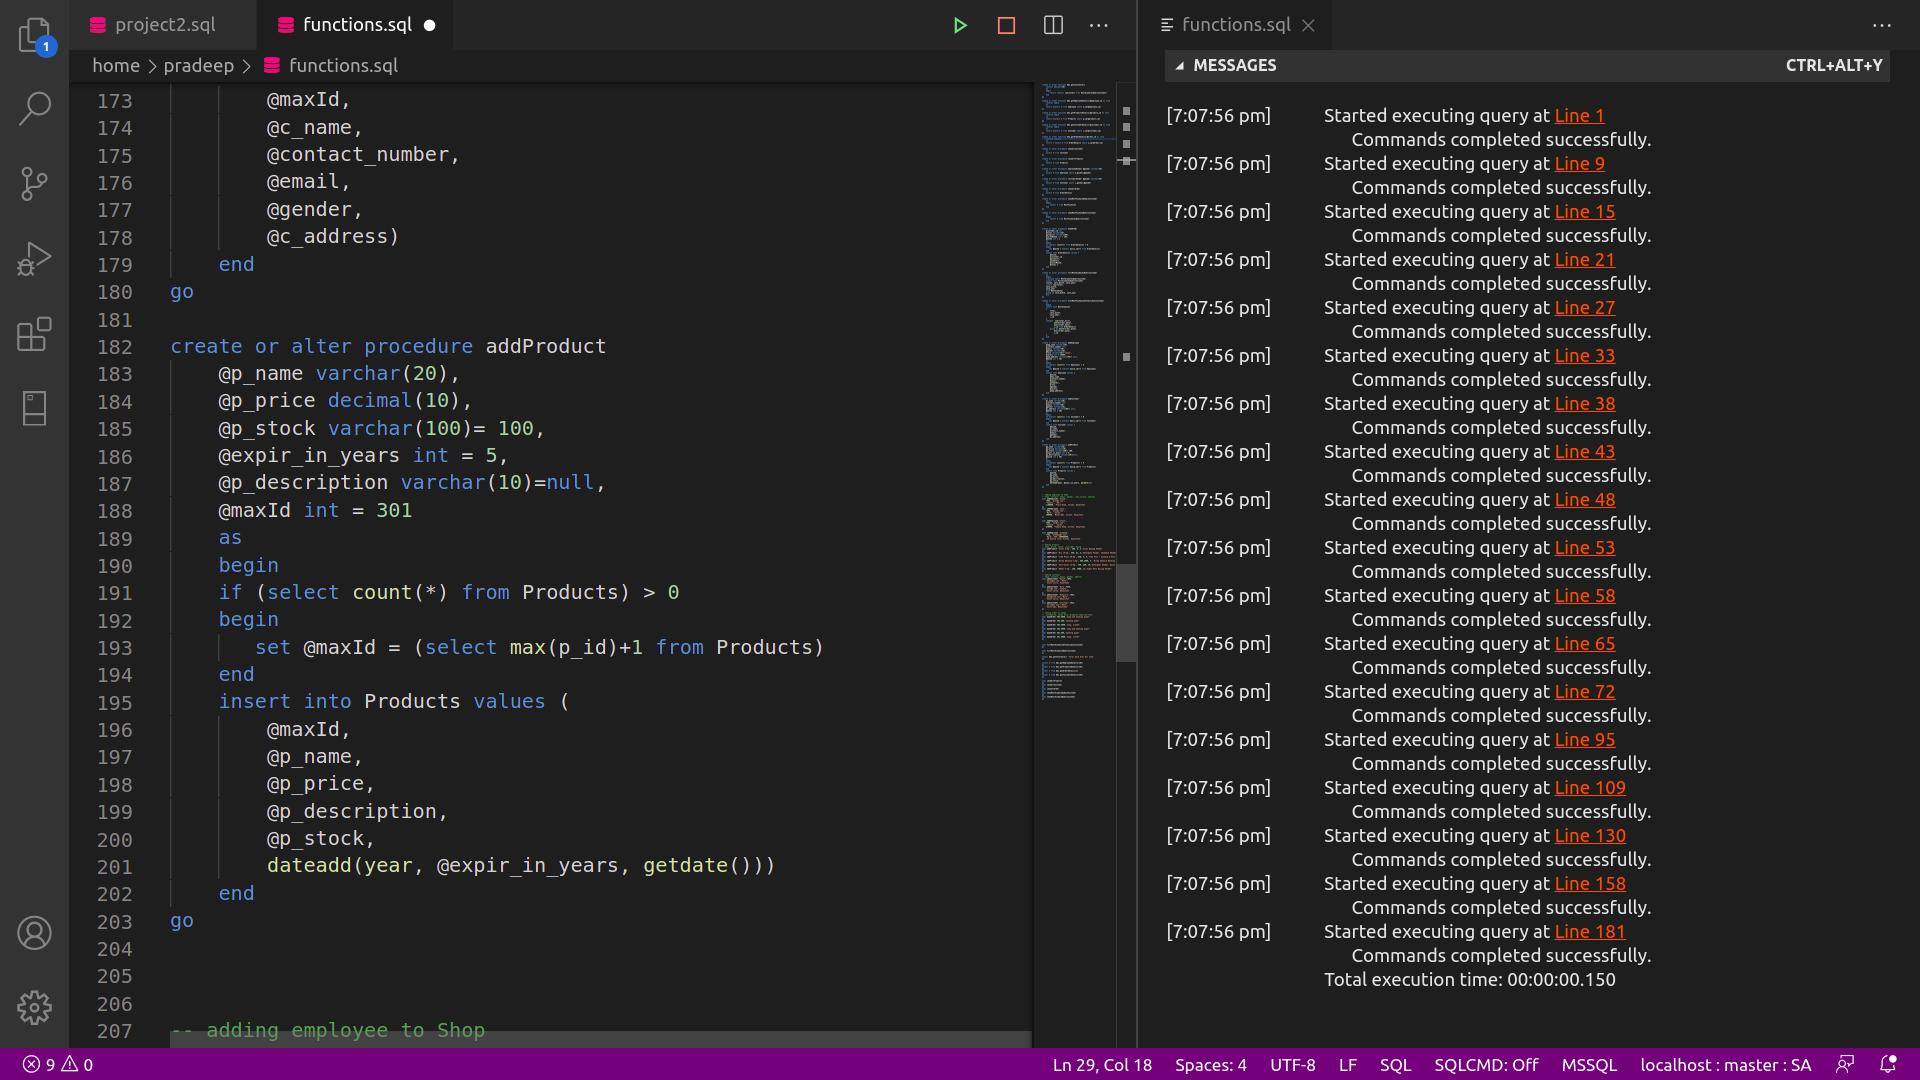 1
project2.sql
functions.sql
home > pradeep > functions.sql
173 @maxId,
174 @c_name,
175 @contact_number,
176 @email,
177 @gender,
178 @c_address)
179 end
180 go
181
182 create or alter procedure addProduct
183 @p_name varchar(20),
184 @p_price decimal(10),
185 @p_stock varchar(100)= 100,
186 @expir_in_years int = 5,
187 @p_description varchar(10)=null,
188 @maxId int = 301
189 as
190 begin
191 if (select count(*) from Products) > 0
192 begin
193 set @maxId = (select max(p_id)+1 from Products)
194 end
195 insert into Products values (
196 @maxId,
197 @p_name,
198 @p_price,
199 @p_description,
200 @p_stock,
201 dateadd(year, @expir_in_years, getdate()))
202 end
203 go
204
205
206
207 -- adding employee to Shop
functions.sql
MESSAGES CTRL+ALT+Y
[7:07:56 pm] Started executing query at Line 1
Commands completed successfully.
[7:07:56 pm] Started executing query at Line 9
Commands completed successfully.
[7:07:56 pm] Started executing query at Line 15
Commands completed successfully.
[7:07:56 pm] Started executing query at Line 21
Commands completed successfully.
[7:07:56 pm] Started executing query at Line 27
Commands completed successfully.
[7:07:56 pm] Started executing query at Line 33
Commands completed successfully.
[7:07:56 pm] Started executing query at Line 38
Commands completed successfully.
[7:07:56 pm] Started executing query at Line 43
Commands completed successfully.
[7:07:56 pm] Started executing query at Line 48
Commands completed successfully.
[7:07:56 pm] Started executing query at Line 53
Commands completed successfully.
[7:07:56 pm] Started executing query at Line 58
Commands completed successfully.
[7:07:56 pm] Started executing query at Line 65
Commands completed successfully.
[7:07:56 pm] Started executing query at Line 72
Commands completed successfully.
[7:07:56 pm] Started executing query at Line 95
Commands completed successfully.
[7:07:56 pm] Started executing query at Line 109
Commands completed successfully.
[7:07:56 pm] Started executing query at Line 130
Commands completed successfully.
[7:07:56 pm] Started executing query at Line 158
Commands completed successfully.
[7:07:56 pm] Started executing query at Line 181
Commands completed successfully.
Total execution time: 00:00:00.150
9 0 Ln 29, Col 18 Spaces: 4 UTF-8 LF SQL SQLCMD: Off MSSQL localhost : master : SA